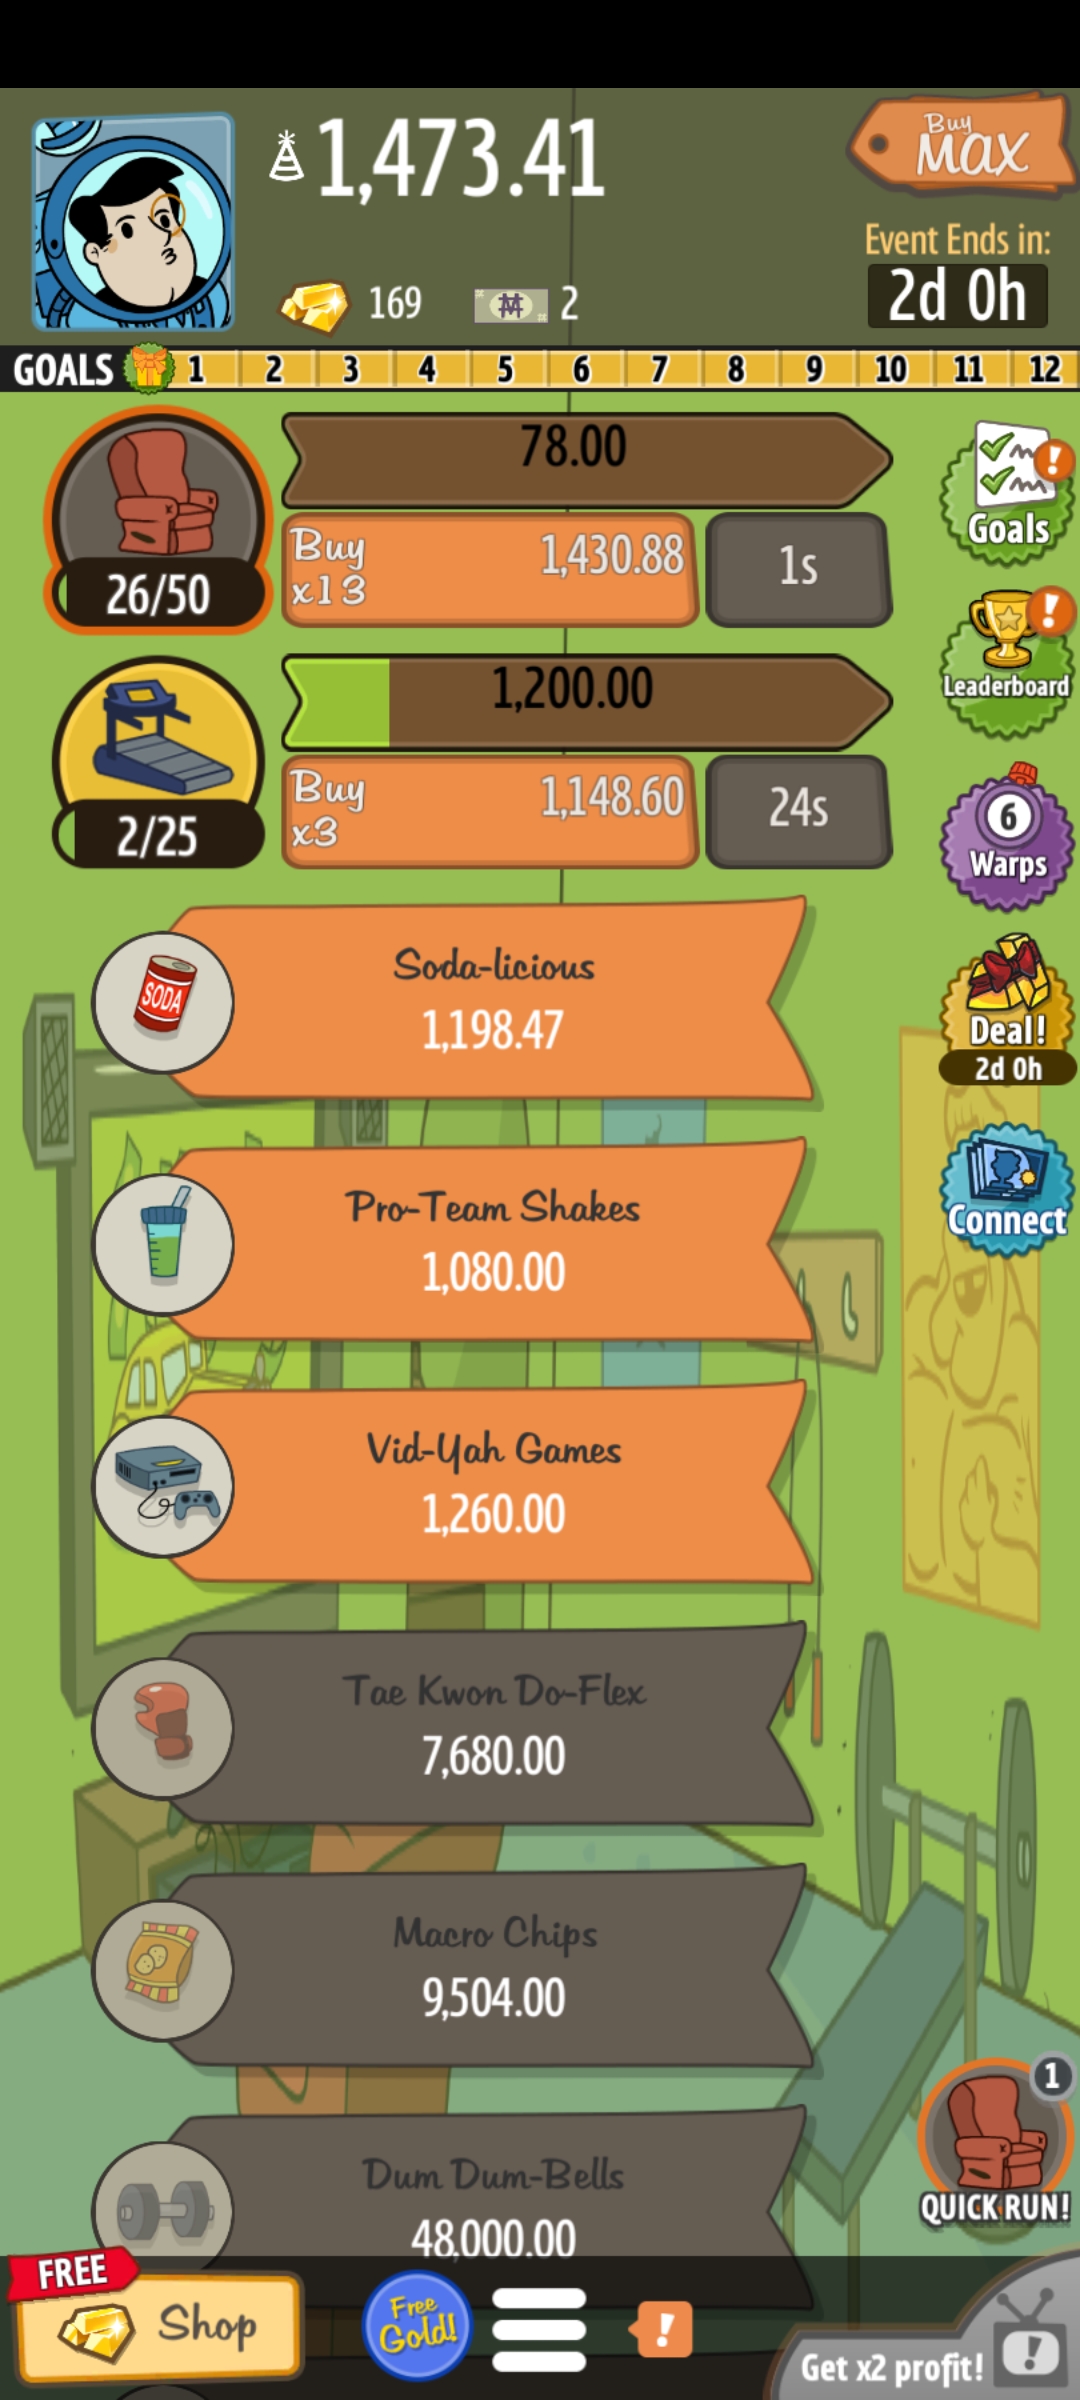 1,473.41
Buy
MAX
Event Ends in:
2d 0h
169
2
GOALS 1 2 3 4 5 6 7 8 9 10 11 12
78.00
Buy
x13
1,430.88
1s
26/50
Goals
1,200.00
Buy
x3
1,148.60
24s
2/25
Leaderboard
6
Warps
Soda-licious
1,198.47
SODA
Deal!
2d 0h
Pro-Team Shakes
1,080.00
Connect
Vid-Yah Games
1,260.00
Tae Kwon Do-Flex
7,680.00
Macro Chips
9,504.00
1
QUICK RUN!
Dum Dum-Bells
48,000.00
FREE
Shop
Free
Gold!
!
Get x2 profit!